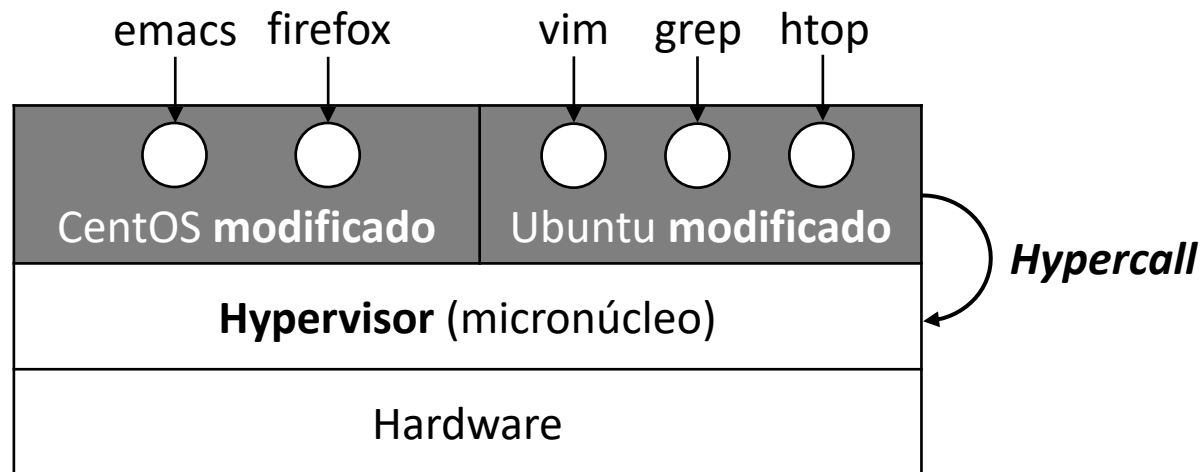 emacs firefox vim grep htop
CentOS modificado Ubuntu modificado
Hypercall
Hypervisor (micronúcleo)
Hardware